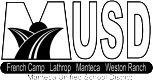 MUSD
French Camp Lathrop Manteca Weston Ranch
Manteca Unified School District